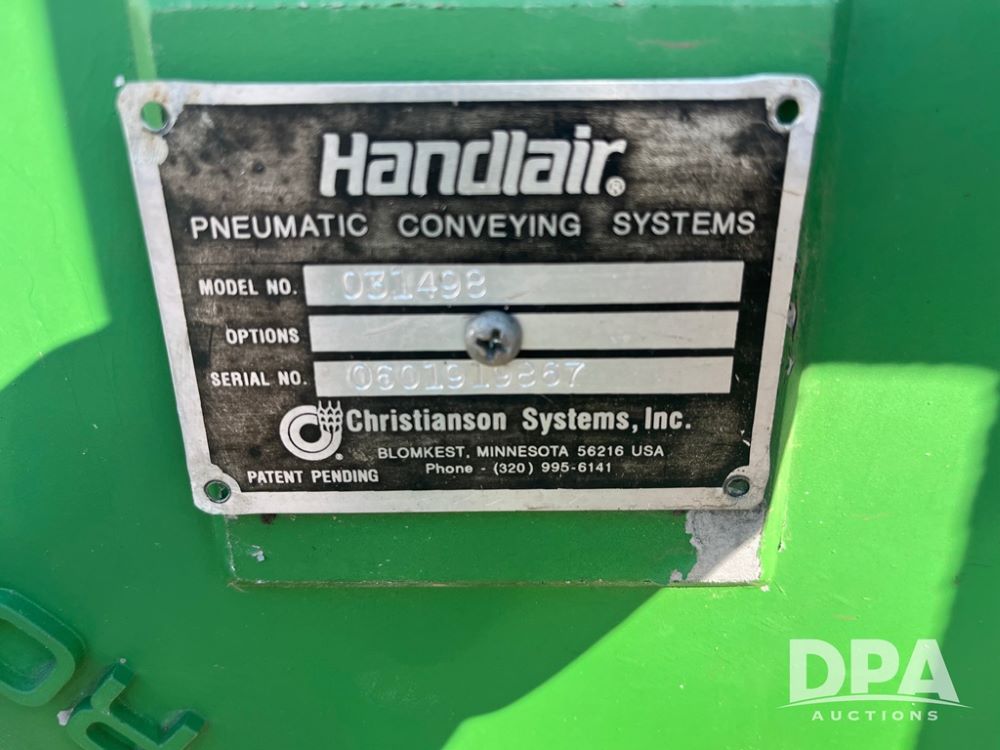 Handlair®
PNEUMATIC CONVEYING SYSTEMS
MODEL NO. 031498
OPTIONS
SERIAL NO. 0601919867
Christianson Systems, Inc.
BLOMKEST, MINNESOTA 56216 USA
Phone - (320) 995-6141
PATENT PENDING
DPA
AUCTIONS